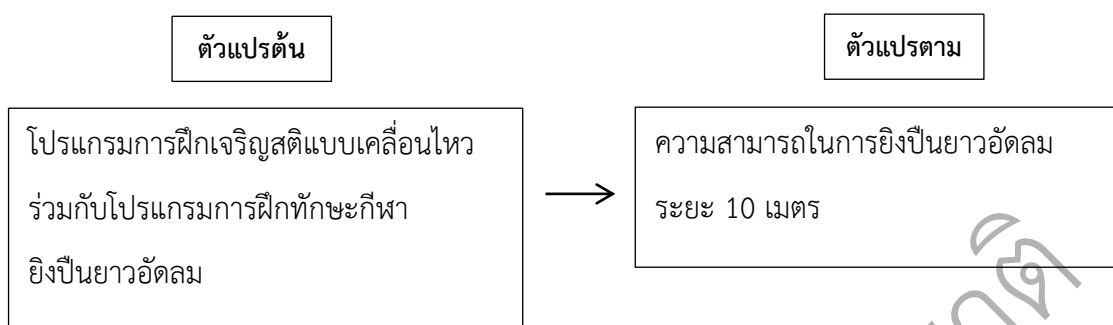 ตัวแปรต้น
ตัวแปรตาม
โปรแกรมการฝึกเจริญสติแบบเคลื่อนไหว
ร่วมกับโปรแกรมการฝึกทักษะกีฬา
ยิงปืนยาวอัดลม
ความสามารถในการยิงปืนยาวอัดลม
ระยะ 10 เมตร